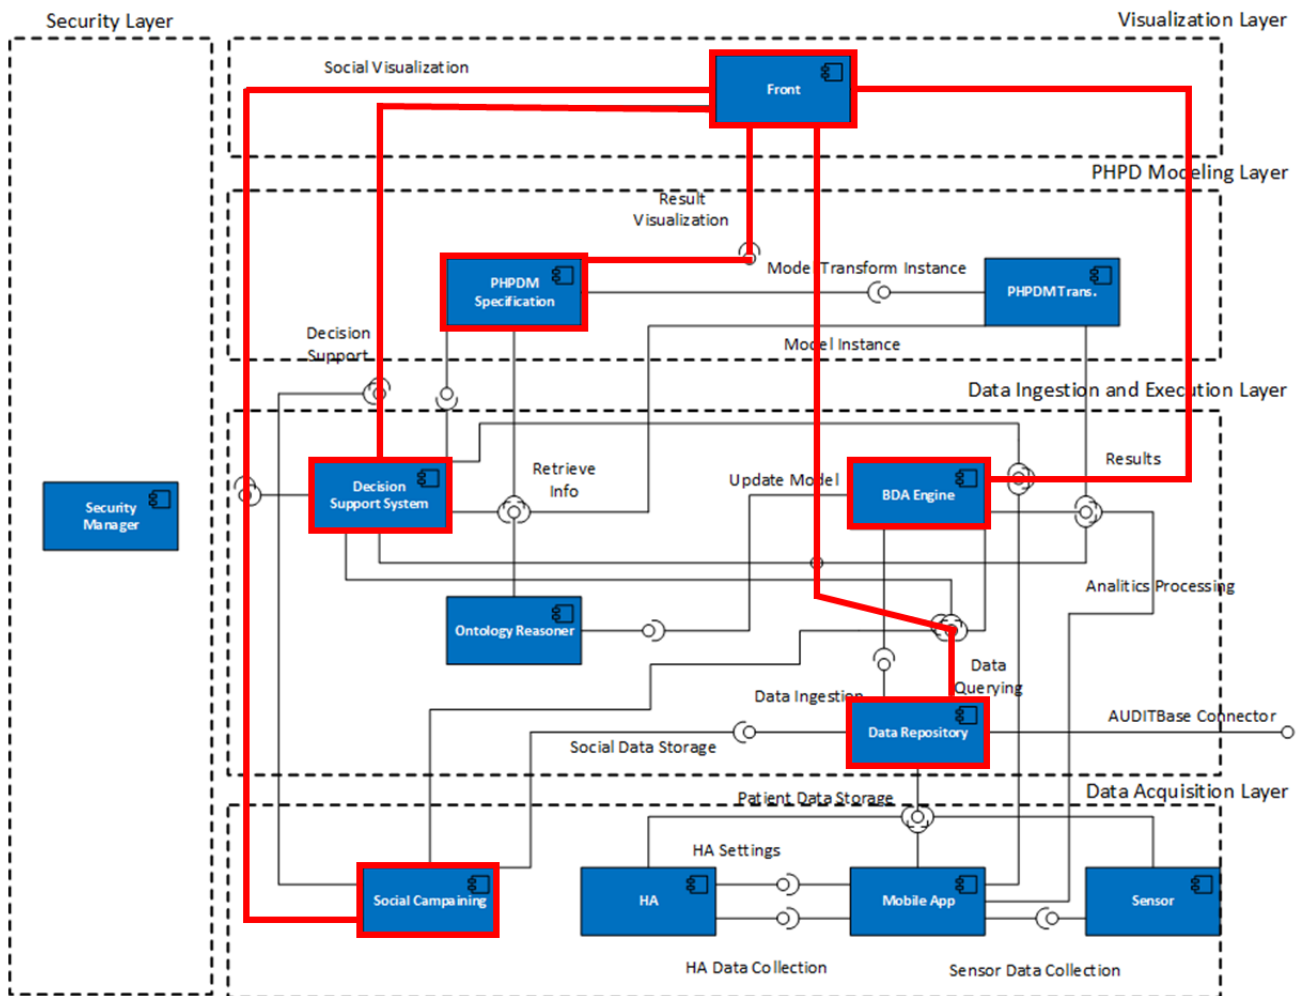 Security Layer
Visualization Layer
Social Visualization
Front
PHPD Modeling Layer
Result
Visualization
Model Transform Instance
PHPDM
Specification
PHPDMTrans.
Decision
Support
Model Instance
Data Ingestion and Execution Layer
Results
Retrieve
Info
Update Model
Decision
Support System
BDA Engine
Security
Manager
Analitics Processing
Ontology Reasoner
Data
Querying
Data Ingestion
AUDITBase Connector
Data Repository
Social Data Storage
Data Acquisition Layer
Patient Data Storage
HA Settings
Social Campaining
HA
Mobile App
Sensor
HA Data Collection
Sensor Data Collection